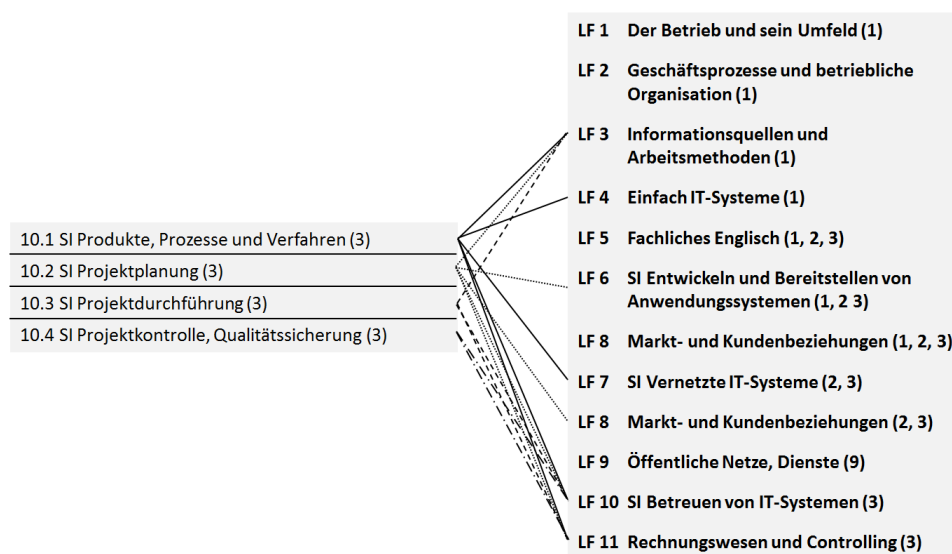 10.1 SI Produkte, Prozesse und Verfahren (3)
10.2 SI Projektplanung (3)
10.3 SI Projektdurchführung (3)
10.4 SI Projektkontrolle, Qualitätssicherung (3)
LF 1 Der Betrieb und sein Umfeld (1)
LF 2 Geschäftsprozesse und betriebliche
Organisation (1)
LF 3 Informationsquellen und
Arbeitsmethoden (1)
LF 4 Einfach IT-Systeme (1)
LF 5 Fachliches Englisch (1, 2, 3)
LF 6 SI Entwickeln und Bereitstellen von
Anwendungssystemen (1, 2 3)
LF 8 Markt- und Kundenbeziehungen (1, 2, 3)
LF 7 SI Vernetzte IT-Systeme (2, 3)
LF 8 Markt- und Kundenbeziehungen (2, 3)
LF 9 Öffentliche Netze, Dienste (9)
LF 10 SI Betreuen von IT-Systemen (3)
LF 11 Rechnungswesen und Controlling (3)